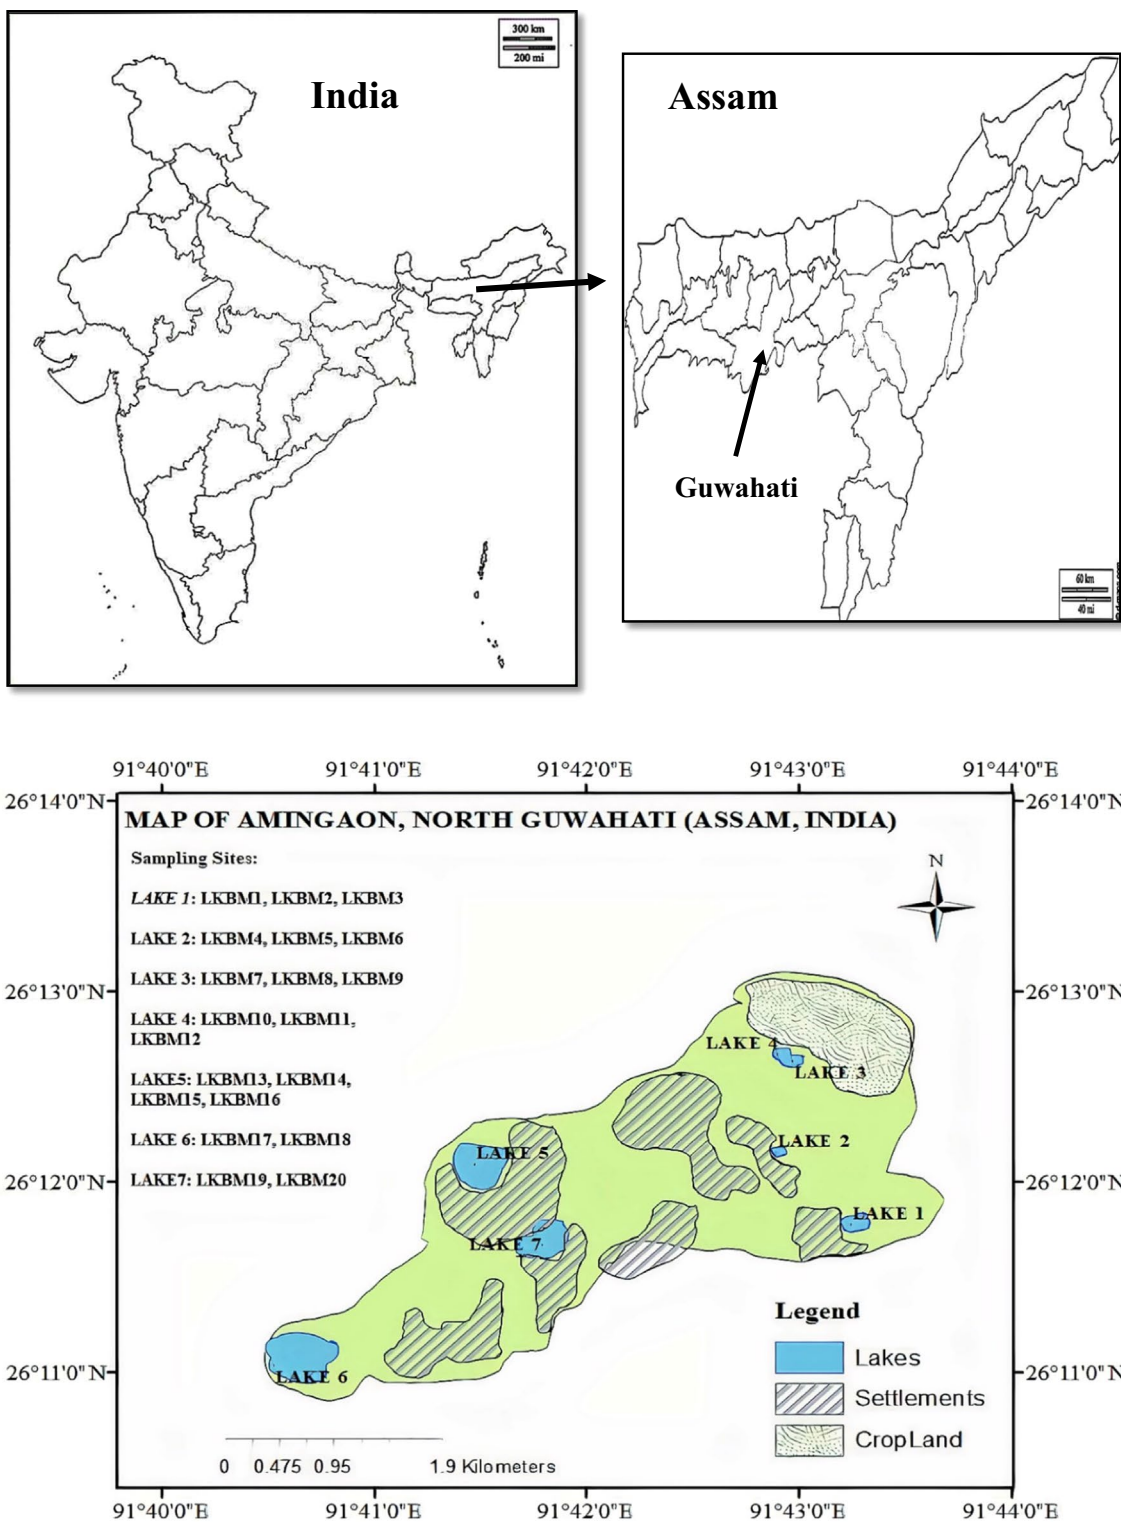 300 km
200 mi
India
Assam
Guwahati
60 km
40 mi
91°40'0"E 91°41'0"E 91°42'0"E 91°43'0"E 91°44'0"E
26°14'0"N 26°14'0"N
MAP OF AMINGAON, NORTH GUWAHATI (ASSAM, INDIA)
Sampling Sites:
N
LAKE 1: LKBM1, LKBM2, LKBM3
LAKE 2: LKBM4, LKBM5, LKBM6
LAKE 3: LKBM7, LKBM8, LKBM9
26°13'0"N 26°13'0"N
LAKE 4: LKBM10, LKBM11,
LKBM12
LAKE 4
LAKE 3
LAKE5: LKBM13, LKBM14,
LKBM15, LKBM16
LAKE 6: LKBM17, LKBM18
LAKE 2
LAKE 5
LAKE7: LKBM19, LKBM20
26°12'0"N 26°12'0"N
LAKE 1
LAKE 7
Legend
Lakes
26°11'0"N 26°11'0"N
LAKE 6
Settlements
CropLand
0 0.475 0.95 1.9 Kilometers
91°40'0"E 91°41'0"E 91°42'0"E 91°43'0"E 91°44'0"E